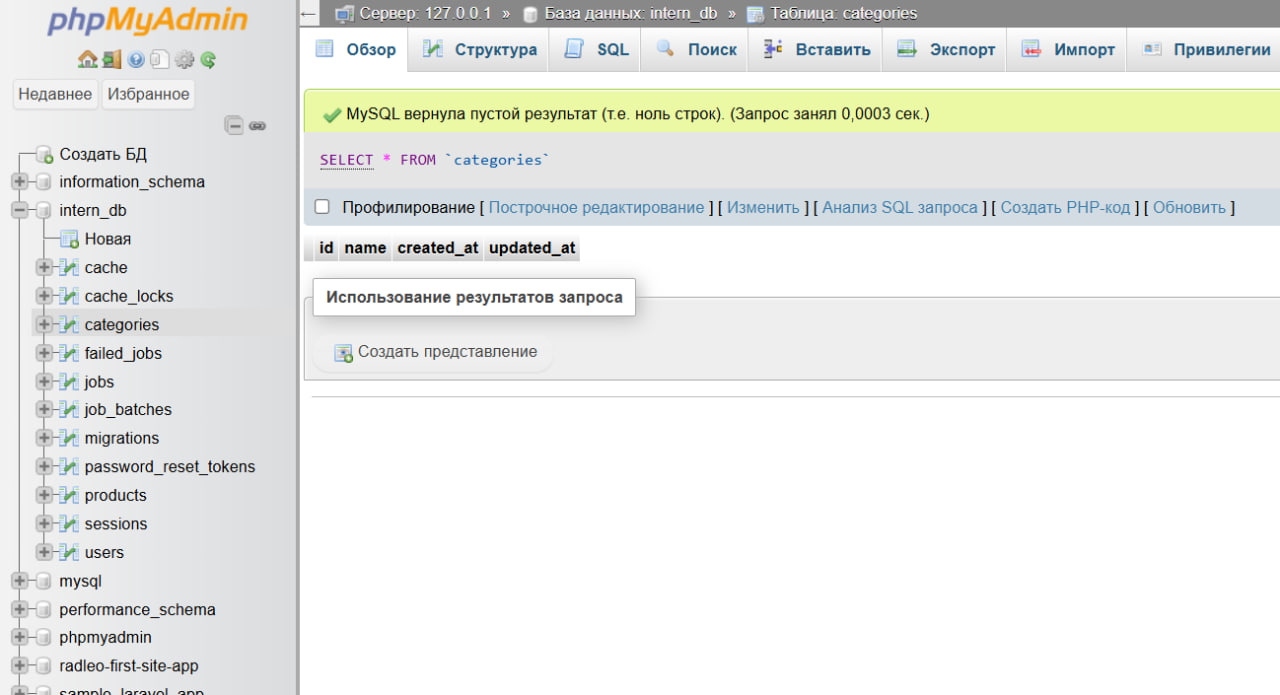 phpMyAdmin
Недавнее Избранное
Создать БД
information_schema
intern_db
Новая
cache
cache_locks
categories
failed_jobs
jobs
job_batches
migrations
password_reset_tokens
products
sessions
users
mysql
performance_schema
phpmyadmin
radleo-first-site-app
sample_laravel_app
← Сервер: 127.0.0.1 » База данных: intern_db » Таблица: categories
Обзор Структура SQL Поиск Вставить Экспорт Импорт Привилегии
MySQL вернула пустой результат (т.е. ноль строк). (Запрос занял 0,0003 сек.)
SELECT * FROM `categories`
Профилирование [ Построчное редактирование ] [ Изменить ] [ Анализ SQL запроса ] [ Создать PHP-код ] [ Обновить ]
id name created_at updated_at
Использование результатов запроса
Создать представление